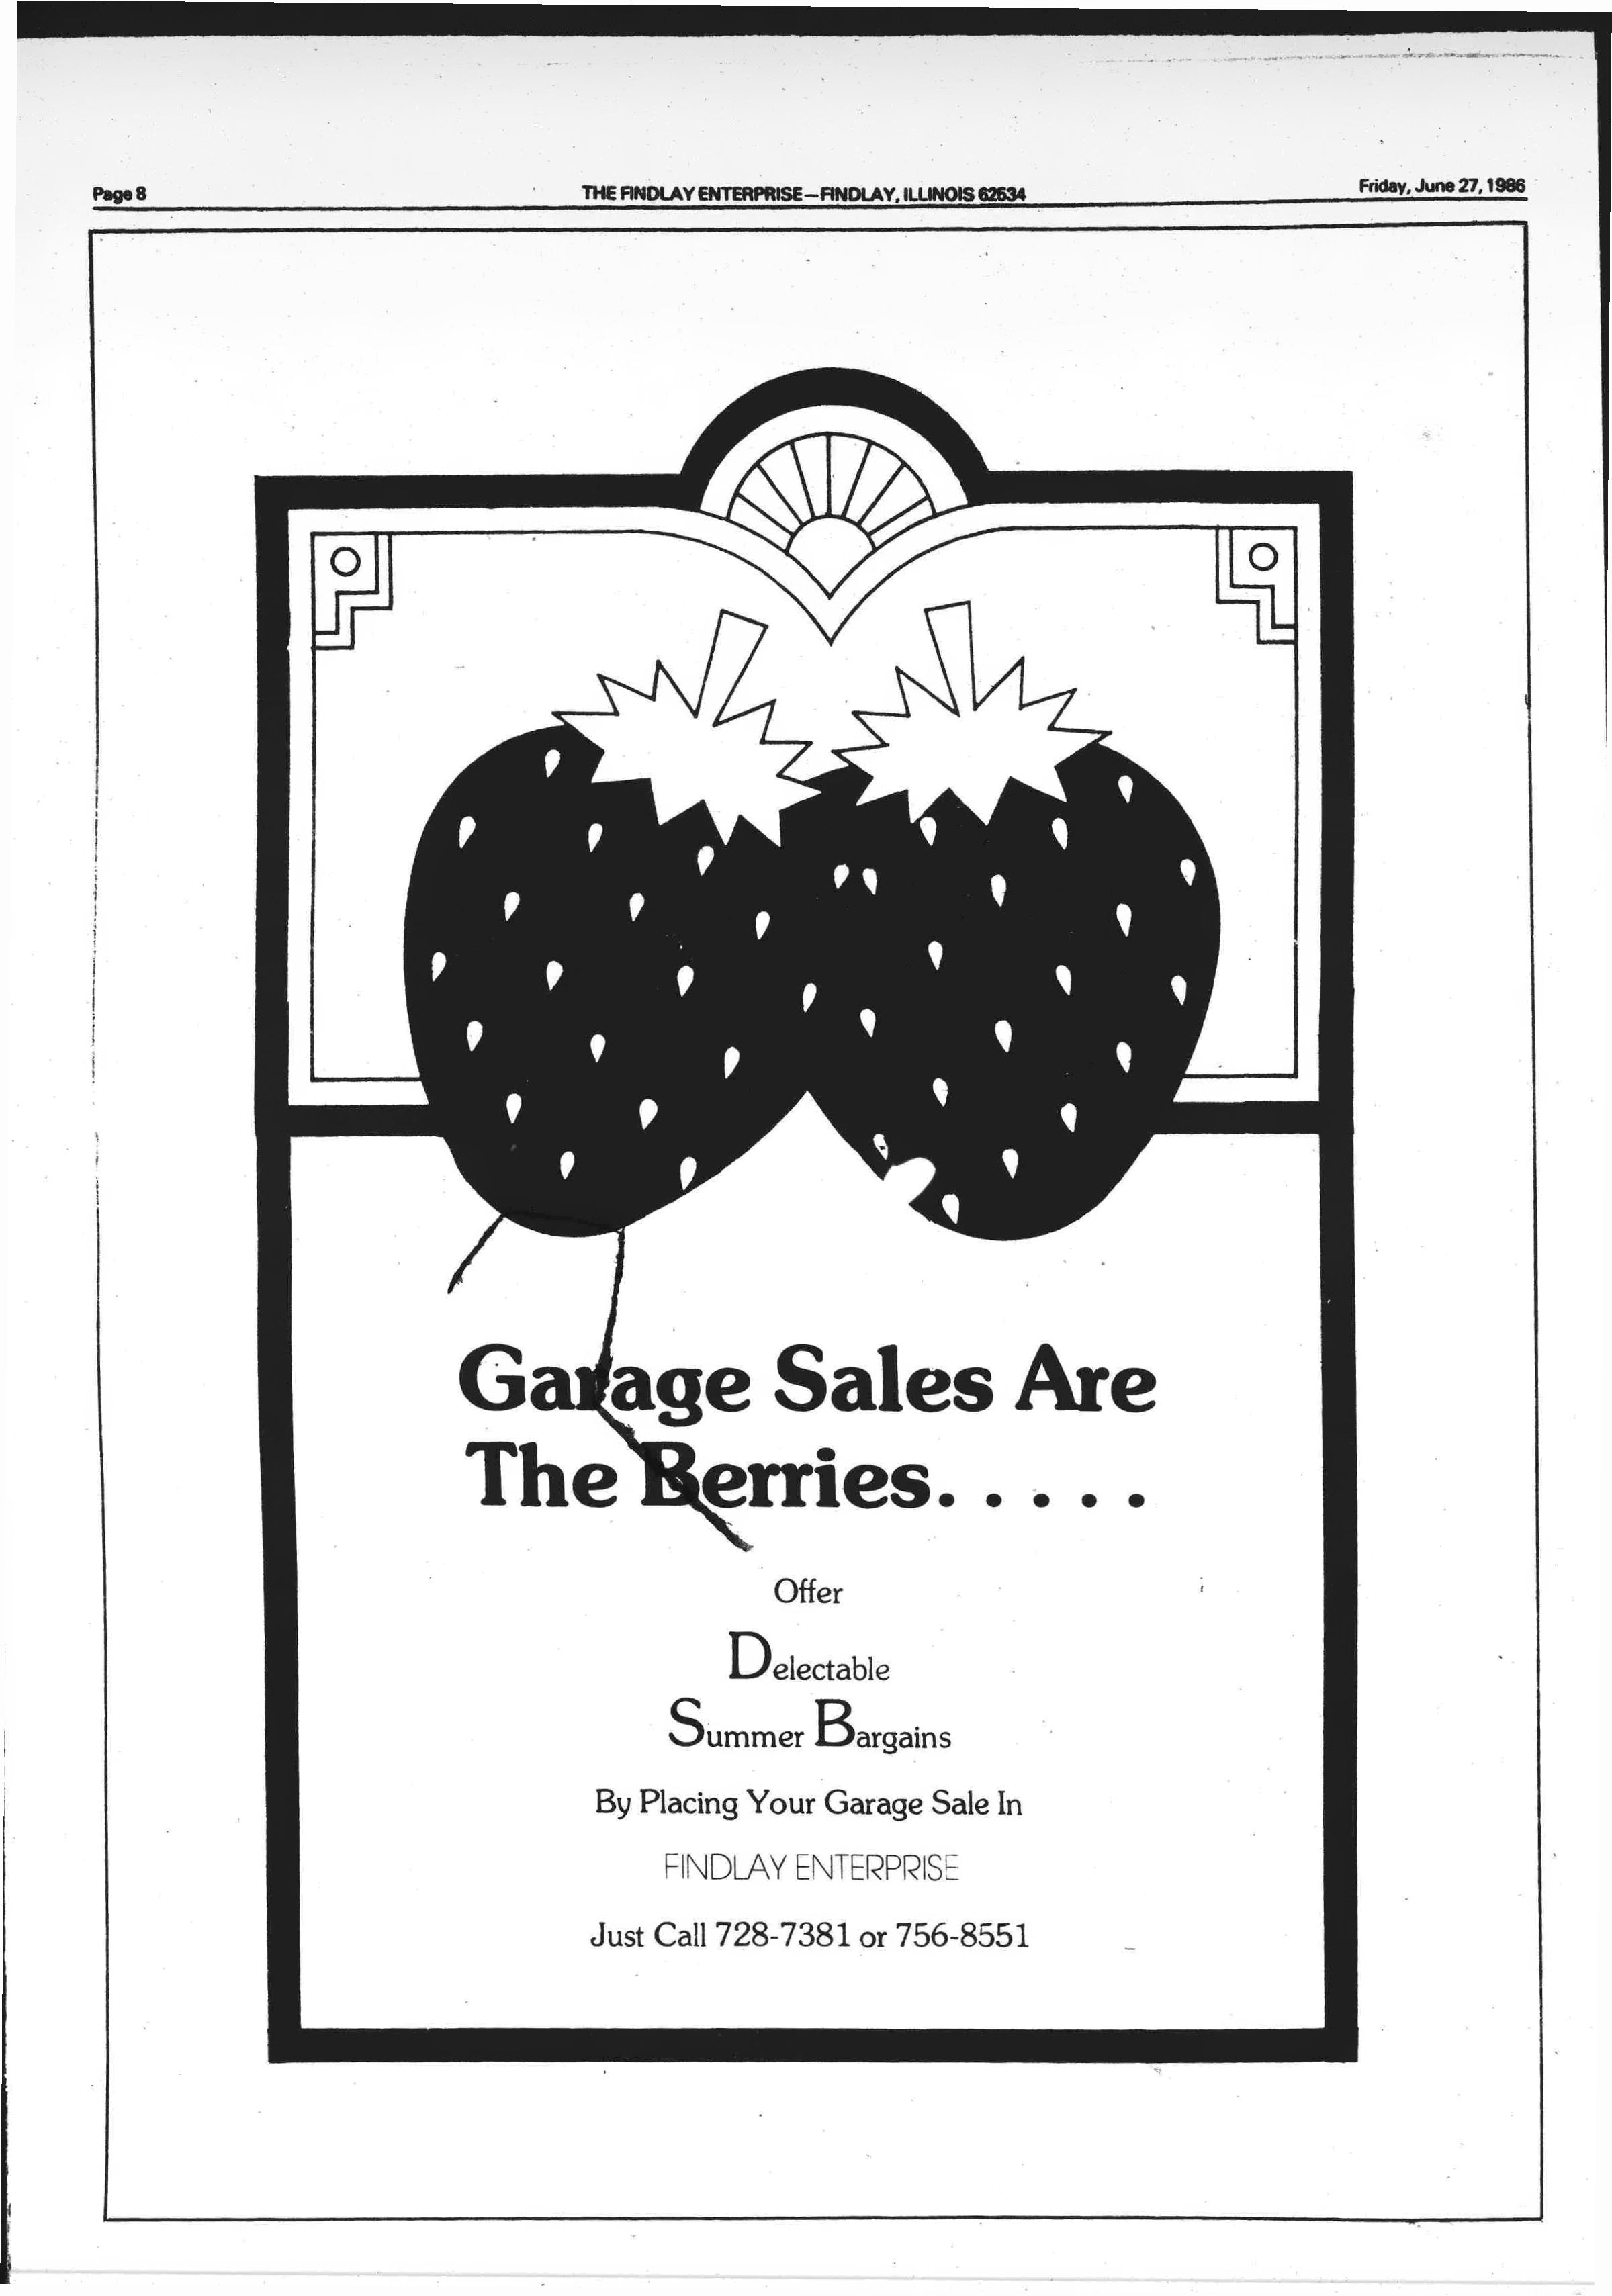 Page 8
THE FINDLAY ENTERPRISE—FINDLAY, ILLINOIS 62534
Friday, June 27, 1986
Garage Sales Are
The Berries. . . . .
Offer
Delectable
Summer Bargains
By Placing Your Garage Sale In
FINDLAY ENTERPRISE
Just Call 728-7381 or 756-8551